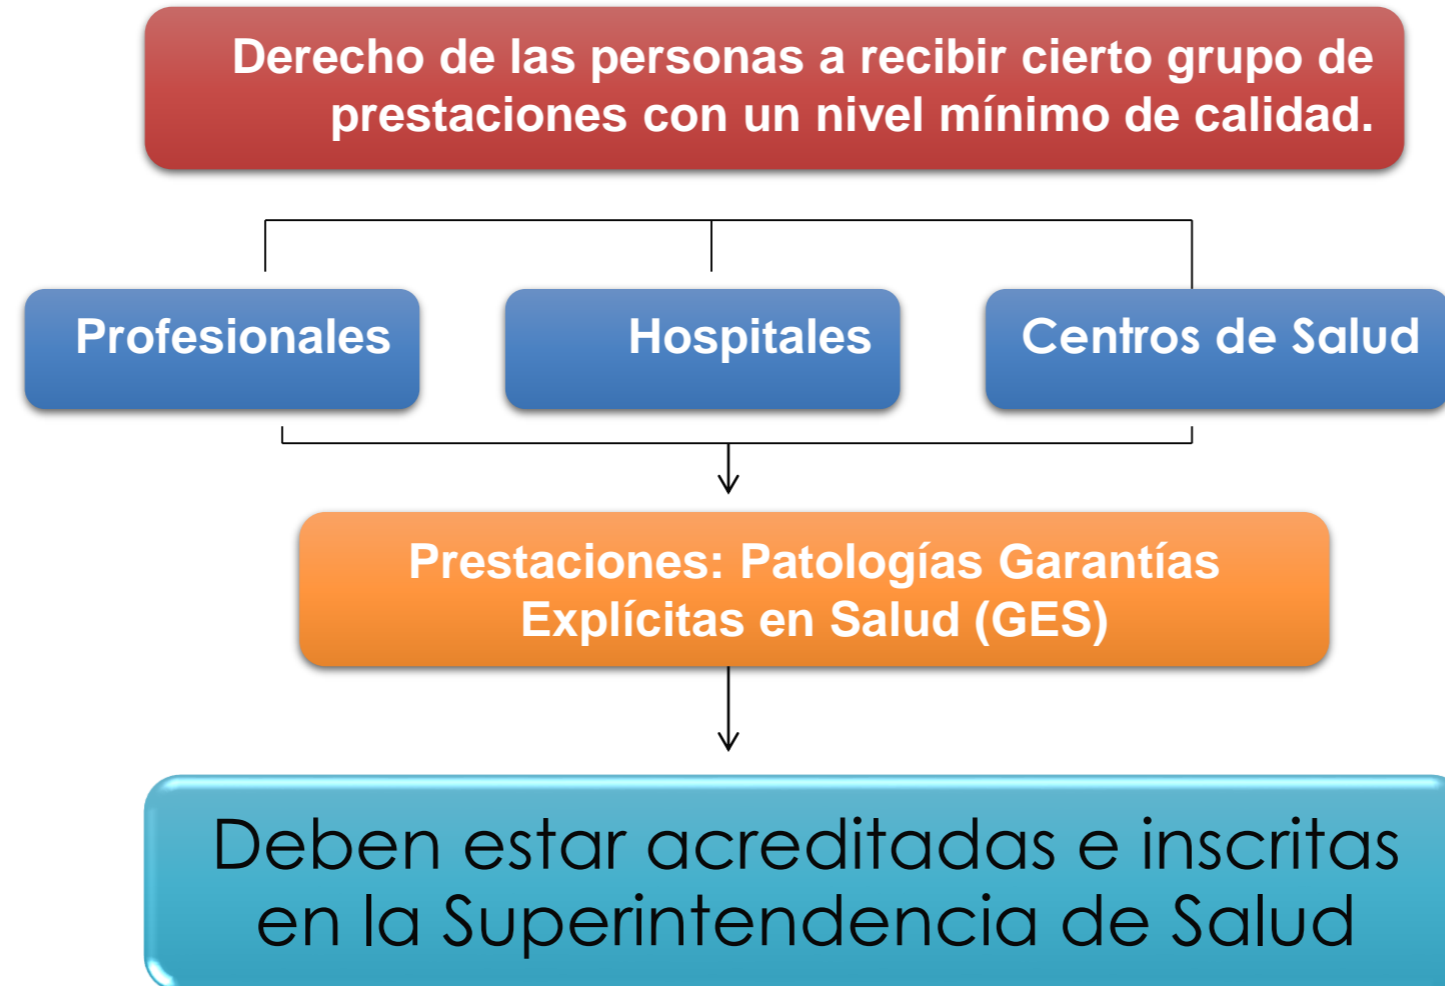 Derecho de las personas a recibir cierto grupo de
prestaciones con un nivel mínimo de calidad.
Profesionales
Hospitales
Centros de Salud
Prestaciones: Patologías Garantías
Explícitas en Salud (GES)
Deben estar acreditadas e inscritas
en la Superintendencia de Salud